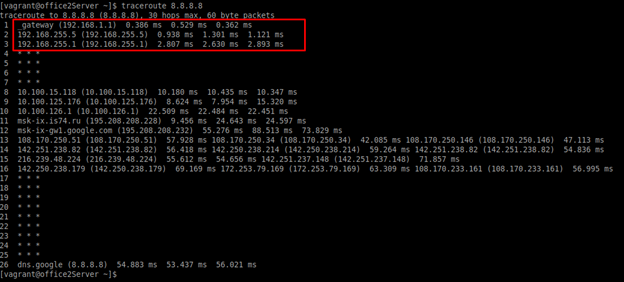 [vagrant@office2Server ~]$ traceroute 8.8.8.8
traceroute to 8.8.8.8 (8.8.8.8), 30 hops max, 60 byte packets
1 _gateway (192.168.1.1) 0.386 ms 0.529 ms 0.362 ms
2 192.168.255.5 (192.168.255.5) 0.938 ms 1.301 ms 1.121 ms
3 192.168.255.1 (192.168.255.1) 2.807 ms 2.630 ms 2.893 ms
4 * * *
5 * * *
6 * * *
7 * * *
8 10.100.15.118 (10.100.15.118) 10.180 ms 10.435 ms 10.347 ms
9 10.100.125.176 (10.100.125.176) 8.624 ms 7.954 ms 15.320 ms
10 10.100.126.1 (10.100.126.1) 22.509 ms 22.484 ms 22.451 ms
11 msk-ix.is74.ru (195.208.208.228) 9.456 ms 24.643 ms 24.597 ms
12 msk-ix-gw1.google.com (195.208.208.232) 55.276 ms 88.513 ms 73.829 ms
13 108.170.250.51 (108.170.250.51) 57.928 ms 108.170.250.34 (108.170.250.34) 42.085 ms 108.170.250.146 (108.170.250.146) 47.113 ms
14 142.251.238.82 (142.251.238.82) 56.418 ms 142.250.238.214 (142.250.238.214) 59.264 ms 142.251.238.82 (142.251.238.82) 54.836 ms
15 216.239.48.224 (216.239.48.224) 55.612 ms 54.656 ms 142.251.237.148 (142.251.237.148) 71.857 ms
16 142.250.238.179 (142.250.238.179) 69.169 ms 172.253.79.169 (172.253.79.169) 63.309 ms 108.170.233.161 (108.170.233.161) 56.995 ms
17 * * *
18 * * *
19 * * *
20 * * *
21 * * *
22 * * *
23 * * *
24 * * *
25 * * *
26 dns.google (8.8.8.8) 54.883 ms 53.437 ms 56.021 ms
[vagrant@office2Server ~]$